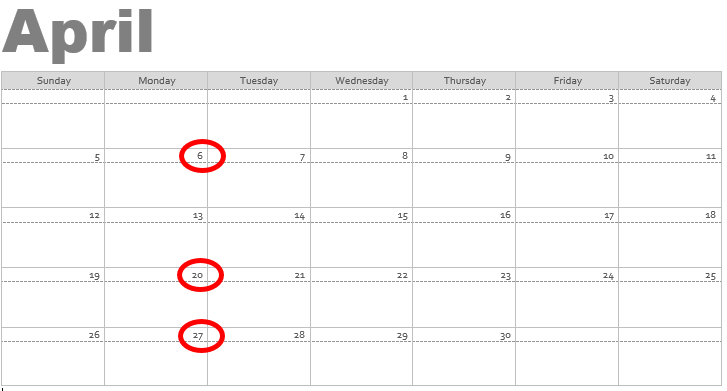 April
Sunday Monday Tuesday Wednesday Thursday Friday Saturday
1 2 3 4
5 6 7 8 9 10 11
12 13 14 15 16 17 18
19 20 21 22 23 24 25
26 27 28 29 30